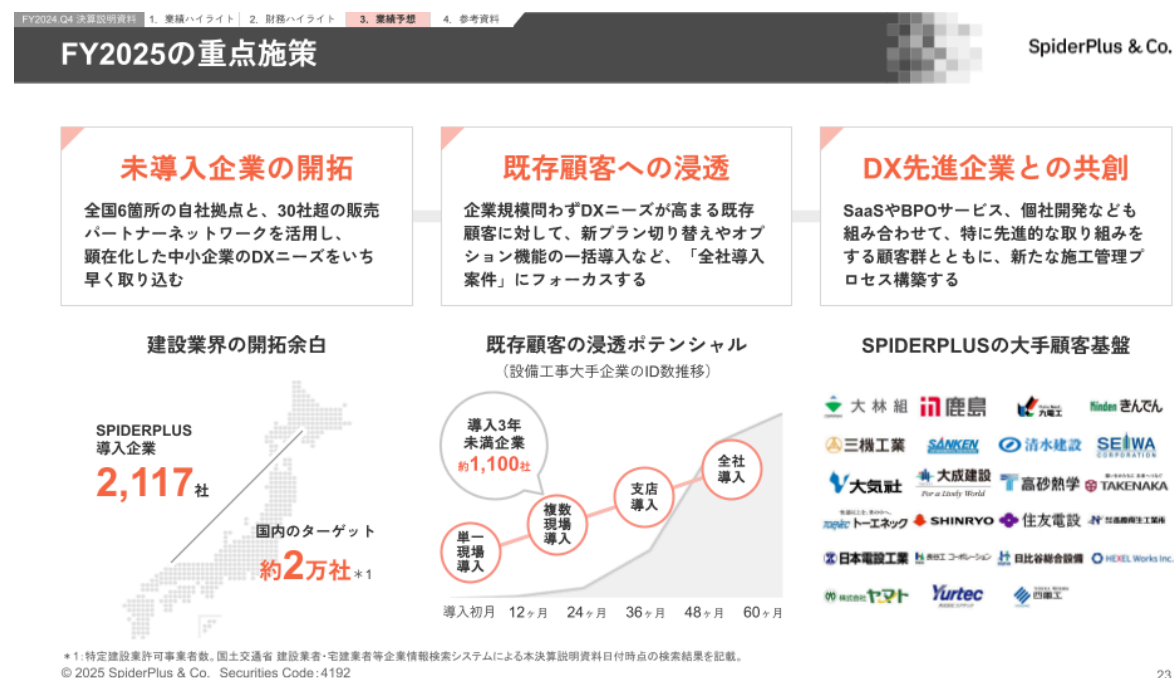 FY2024.Q4 決算説明資料 1. 業績ハイライト 2. 財務ハイライト 3. 業績予想 4. 参考資料
FY2025の重点施策
SpiderPlus & Co.
未導入企業の開拓
全国6箇所の自社拠点と、30社超の販売
パートナーネットワークを活用し、
顕在化した中小企業のDXニーズをいち
早く取り込む
既存顧客への浸透
企業規模問わずDXニーズが高まる既存
顧客に対して、新プラン切り替えやオプ
ション機能の一括導入など、「全社導入
案件」にフォーカスする
DX先進企業との共創
SaaSやBPOサービス、個社開発なども
組み合わせて、特に先進的な取り組みを
する顧客群とともに、新たな施工管理プ
ロセス構築する
建設業界の開拓余白
SPIDERPLUS
導入企業
2,117社
国内のターゲット
約2万社 *1
既存顧客の浸透ポテンシャル
（設備工事大手企業のID数推移）
導入3年
未満企業
約1,100社
単一
現場
導入
複数
現場
導入
支店
導入
全社
導入
導入初月 12ヶ月 24ヶ月 36ヶ月 48ヶ月 60ヶ月
SPIDERPLUSの大手顧客基盤
大林組 鹿島 九電工 Kinden きんでん
三機工業 SANKEN 清水建設 SEIWA
CORPORATION
大気社 大成建設 高砂熱学 TAKENAKA
For a Lively World
トーエネック SHINRYO 住友電設
日本電設工業 長谷工コーポレーション 日比谷総合設備 HEXEL Works Inc.
株式会社ヤマト Yurtec 四電工
*1:特定建設業許可事業者数。国土交通省 建設業者・宅建業者等企業情報検索システムによる本決算説明資料日付時点の検索結果を記載。
© 2025 SpiderPlus & Co. Securities Code:4192
23